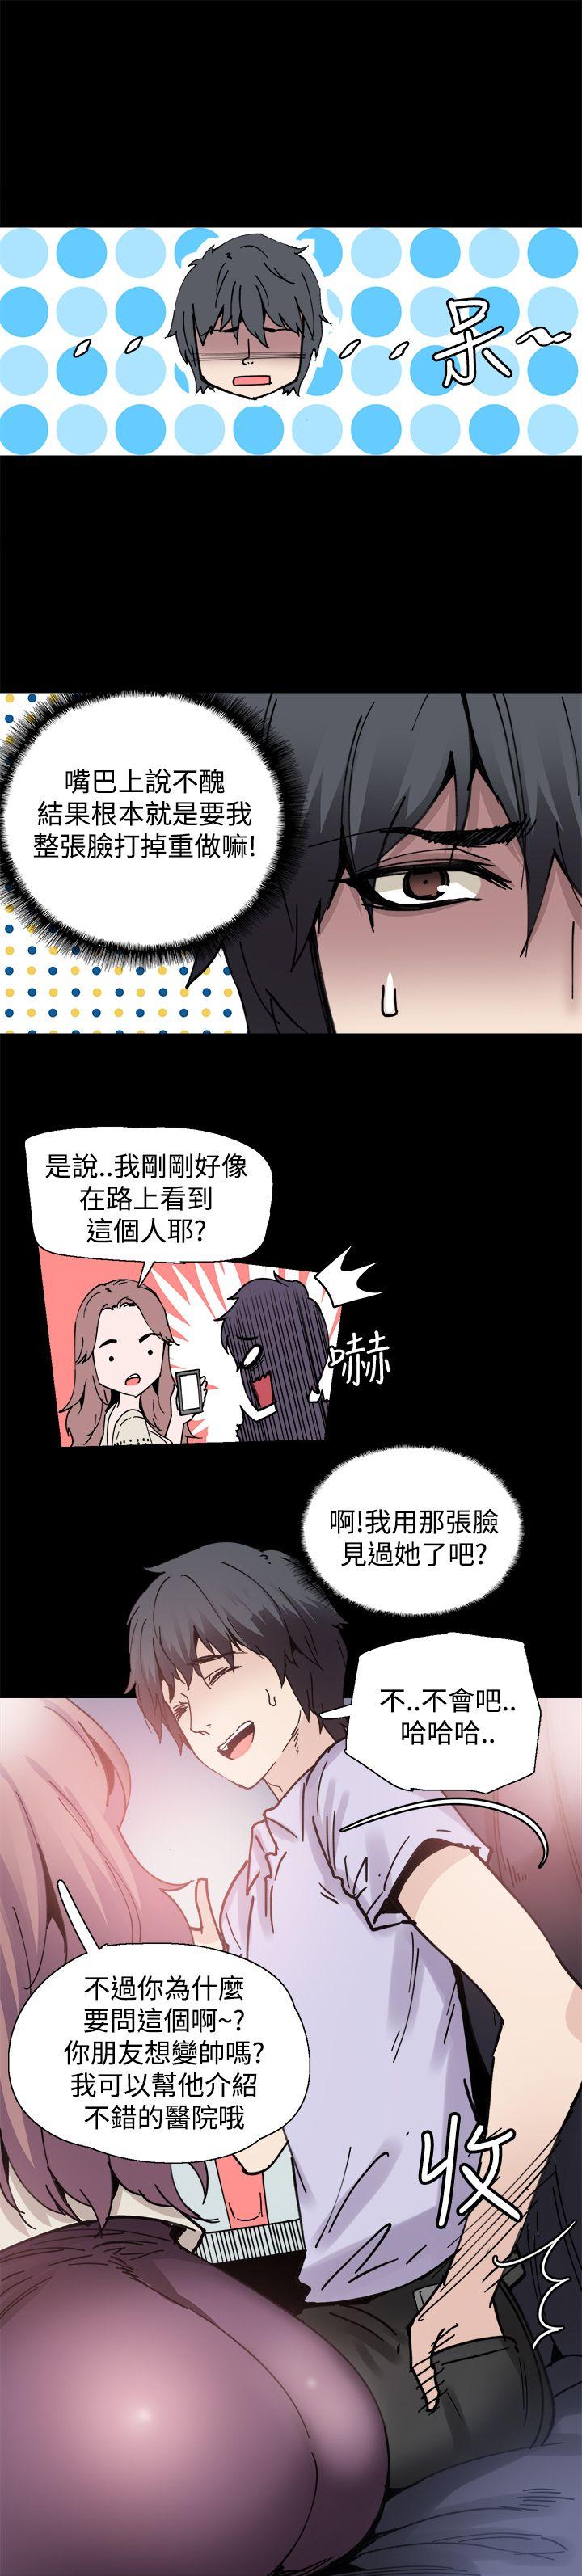 呆~
嘴巴上說不醜
結果根本就是要我
整張臉打掉重做嘛!
是說..我剛剛好像
在路上看到
這個人耶?
嚇
啊!我用那張臉
見過她了吧?
不..不會吧..
哈哈哈..
不過你為什麼
要問這個啊~?
你朋友想變帥嗎?
我可以幫他介紹
不錯的醫院哦
收